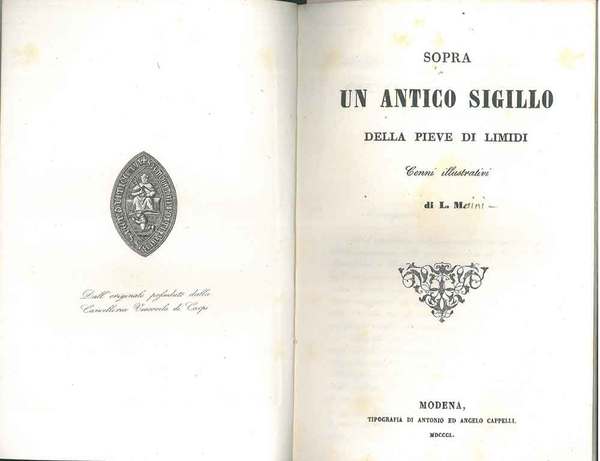 Dall' originale posseduto dalla
Cancelleria Vescovile di Carpi
SOPRA
UN ANTICO SIGILLO
DELLA PIEVE DI LIMIDI
Cenni illustrativi
di L. M
MODENA,
TIPOGRAFIA DI ANTONIO ED ANGELO CAPPELLI.
MDCCCL.